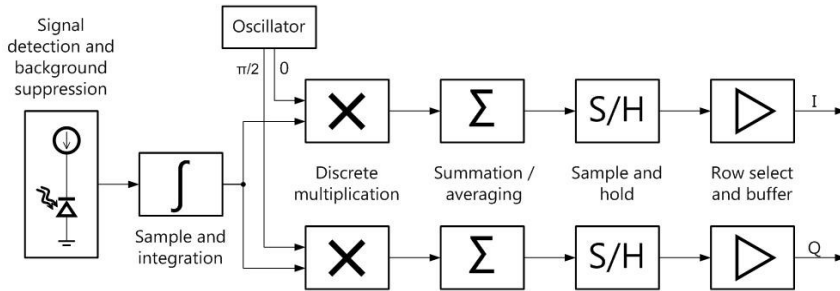 Signal
detection and
background
suppression
Oscillator
π/2
0
×
Σ
S/H
I
∫
Discrete
multiplication
Summation /
averaging
Sample and
hold
Row select
and buffer
Sample and
integration
×
Σ
S/H
Q